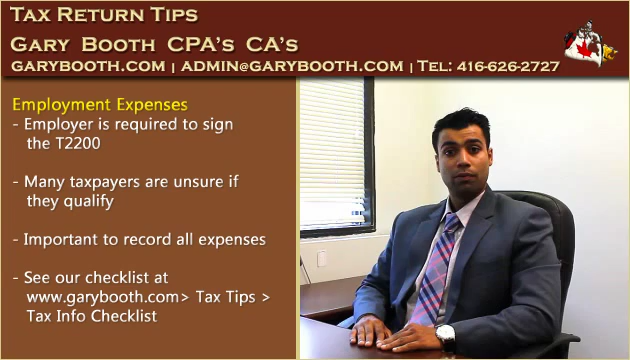 Tax Return Tips
Gary Booth CPA's CA's
garybooth.com | admin@garybooth.com | Tel: 416-626-2727
Employment Expenses
- Employer is required to sign
the T2200
- Many taxpayers are unsure if
they qualify
- Important to record all expenses
- See our checklist at
www.garybooth.com> Tax Tips >
Tax Info Checklist